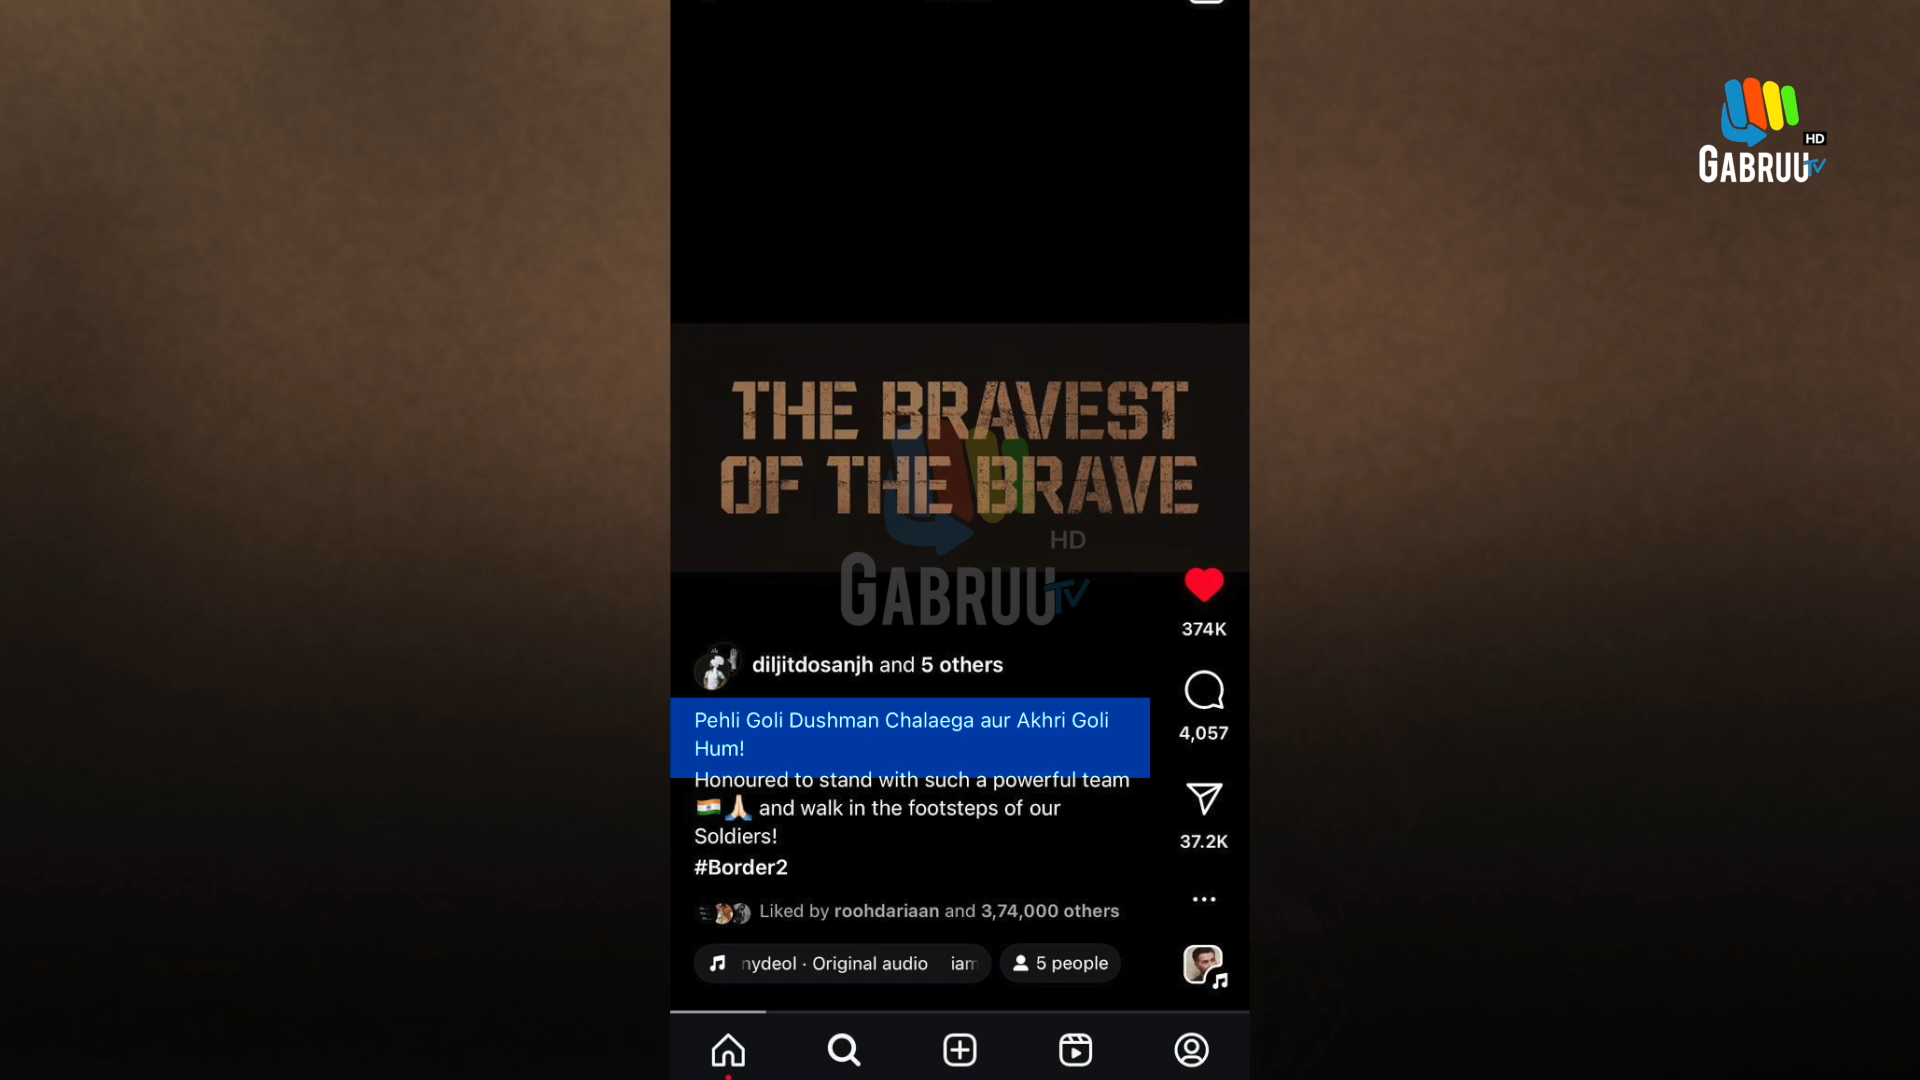 HD
GABRUU TV
THE BRAVEST
OF THE BRAVE
HD
GABRUU TV
374K
diljitdosanjh and 5 others
Pehli Goli Dushman Chalaega aur Akhri Goli
Hum!
4,057
Honoured to stand with such a powerful team
🇮🇳🙏🏻 and walk in the footsteps of our
Soldiers!
37.2K
#Border2
Liked by roohdariaan and 3,74,000 others
nydeol · Original audio iam
5 people